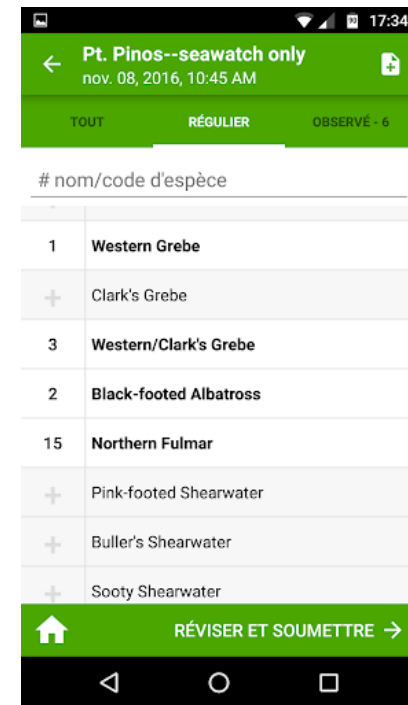 17:34
Pt. Pinos--seawatch only
nov. 08, 2016, 10:45 AM
TOUT RÉGULIER OBSERVÉ - 6
# nom/code d'espèce
1 Western Grebe
+ Clark's Grebe
3 Western/Clark's Grebe
2 Black-footed Albatross
15 Northern Fulmar
+ Pink-footed Shearwater
+ Buller's Shearwater
+ Sooty Shearwater
RÉVISER ET SOUMETTRE →